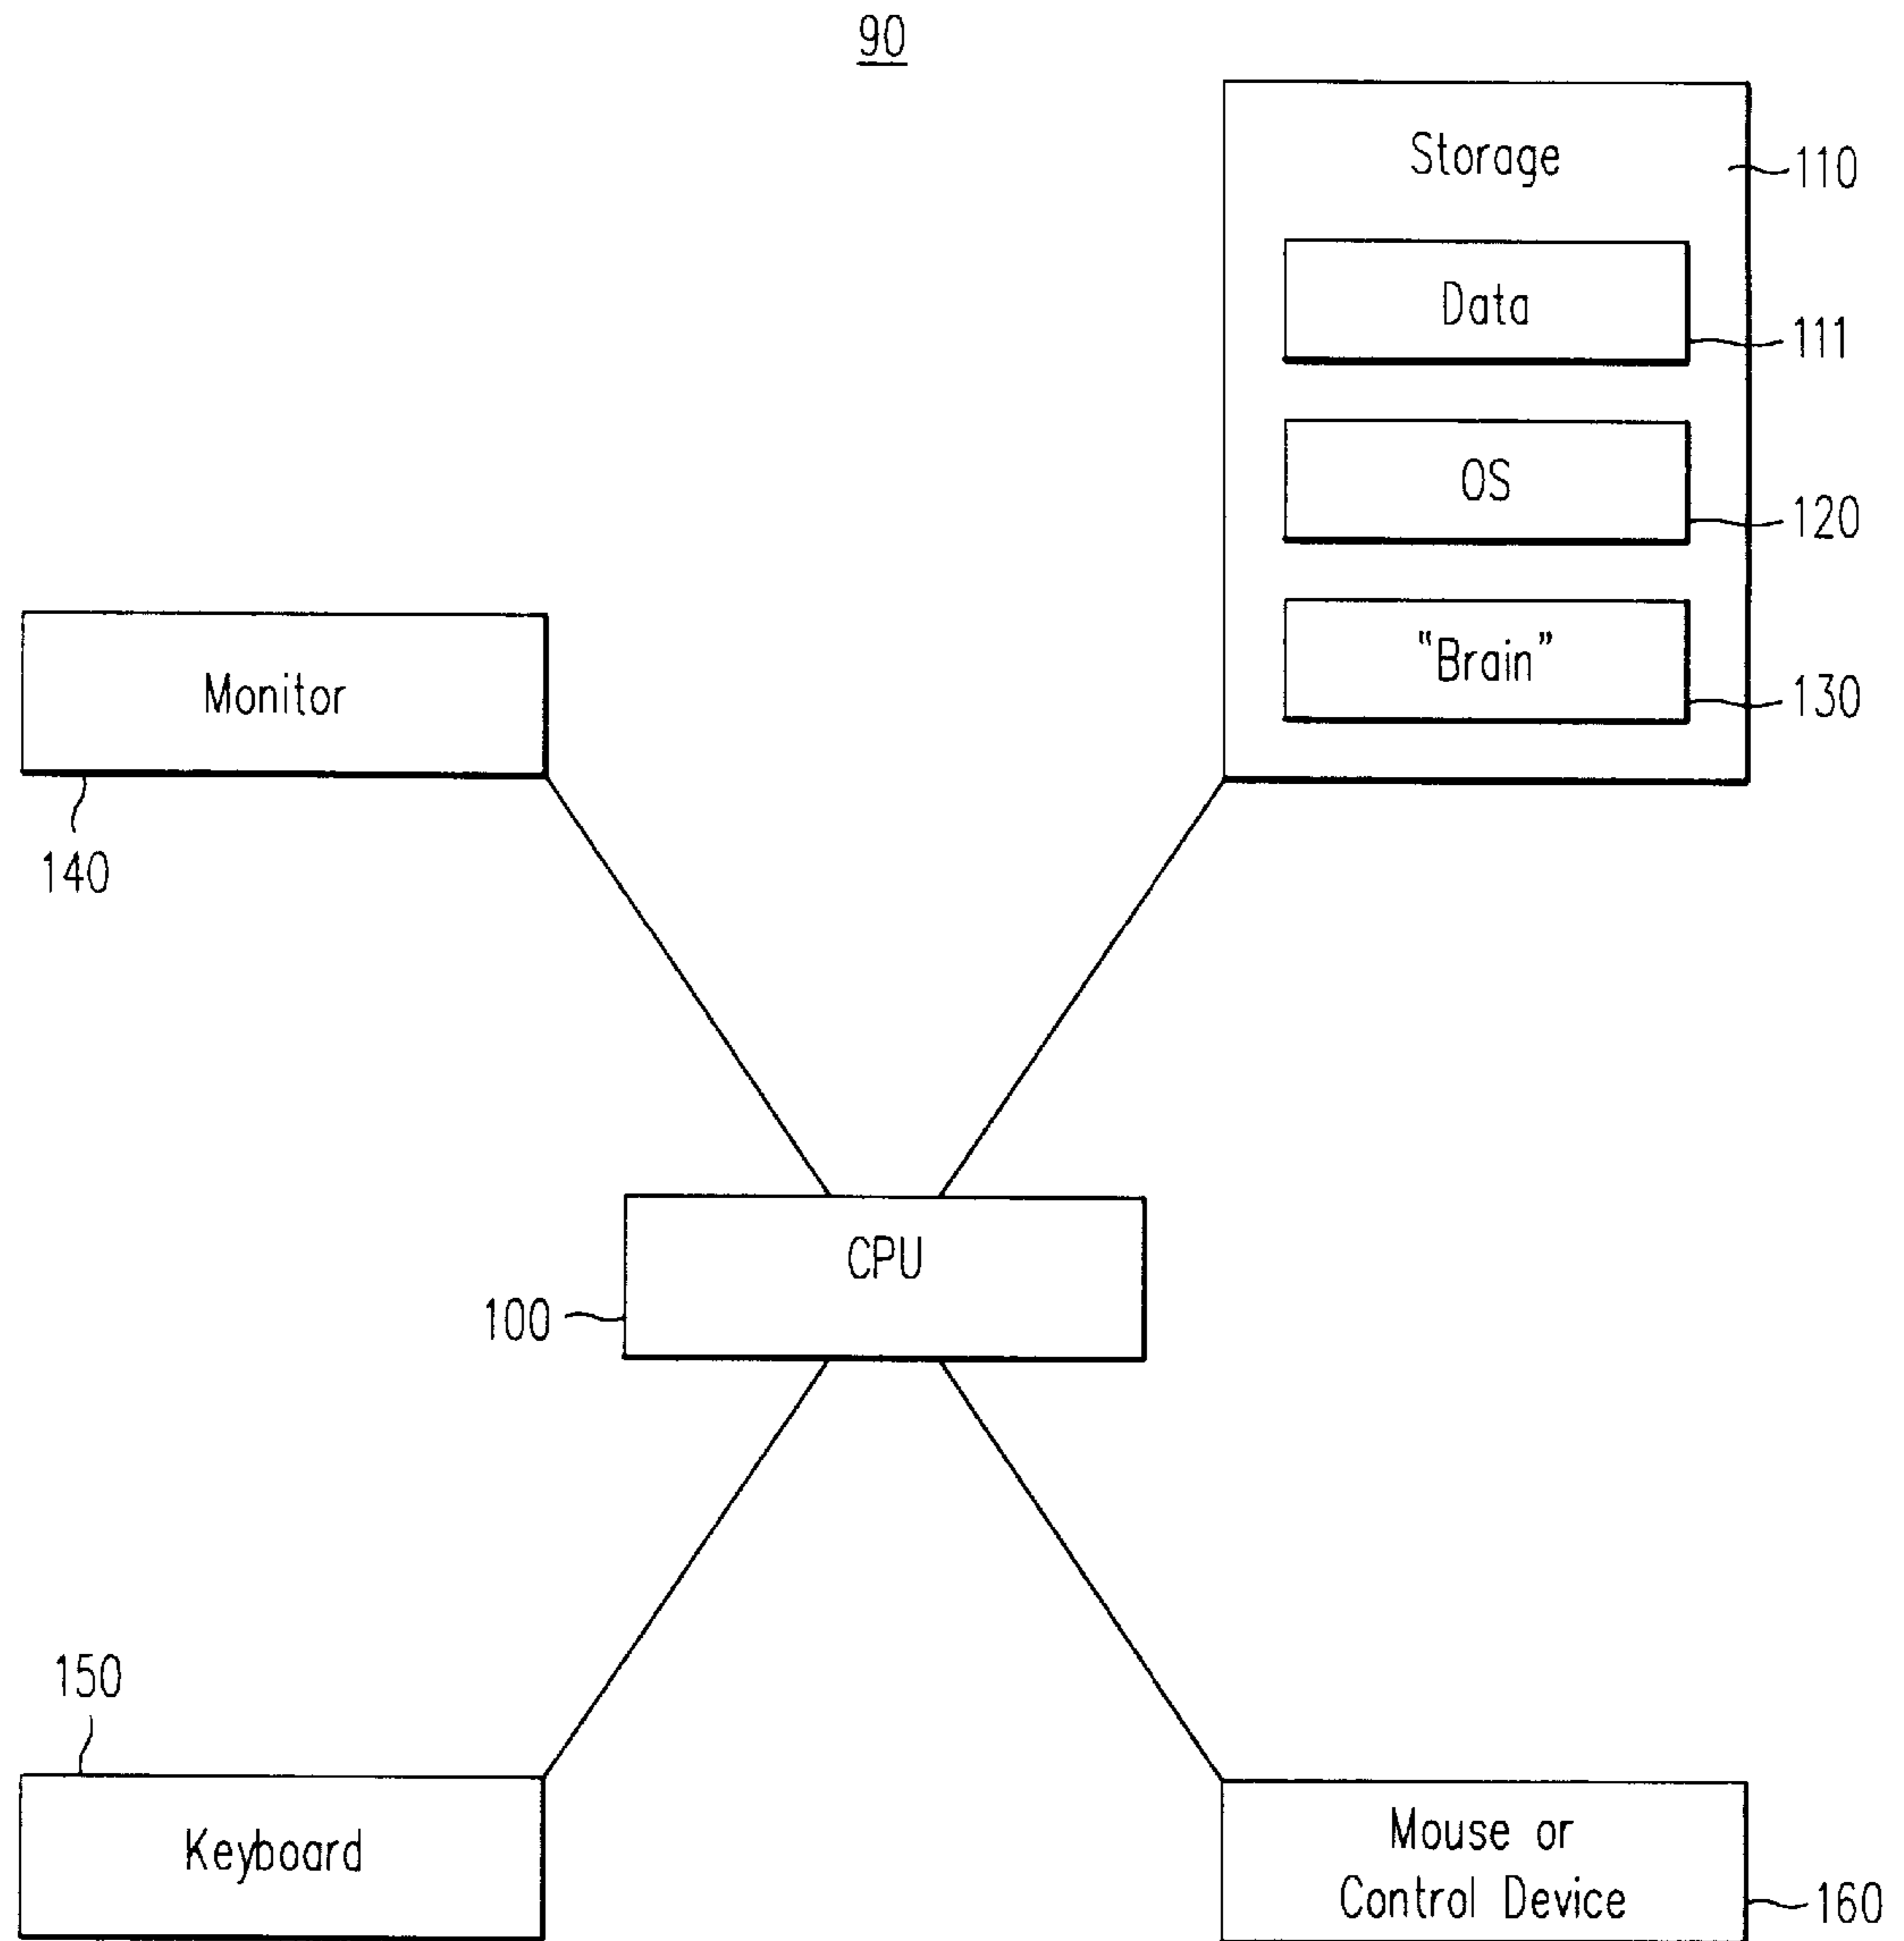 90
Storage
110
Data
111
OS
120
"Brain"
130
Monitor
140
CPU
100
150
Keyboard
Mouse or
Control Device
160